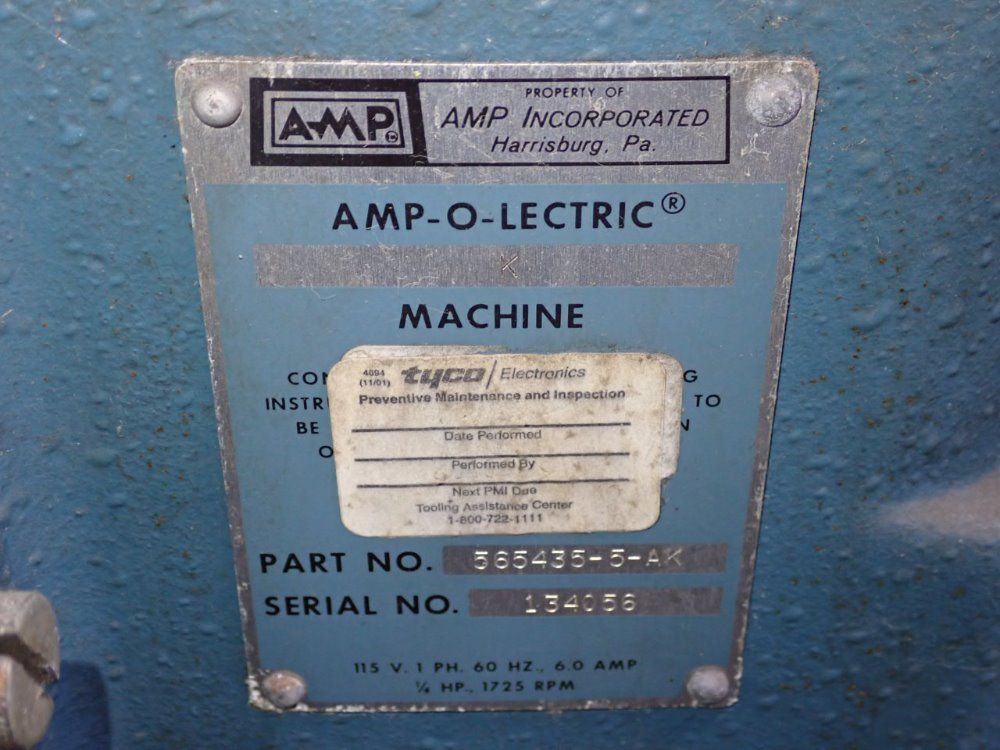 AMP
PROPERTY OF
AMP INCORPORATED
Harrisburg, Pa.
AMP-O-LECTRIC®
K
MACHINE
4094
(11/01)
tyco / Electronics
Preventive Maintenance and Inspection
Date Performed
Performed By
Next PMI Due
Tooling Assistance Center
1-800-722-1111
TO
BE
PART NO. 565435-5-AK
SERIAL NO. 134056
115 V. 1 PH. 60 HZ., 6.0 AMP
¼ HP., 1725 RPM